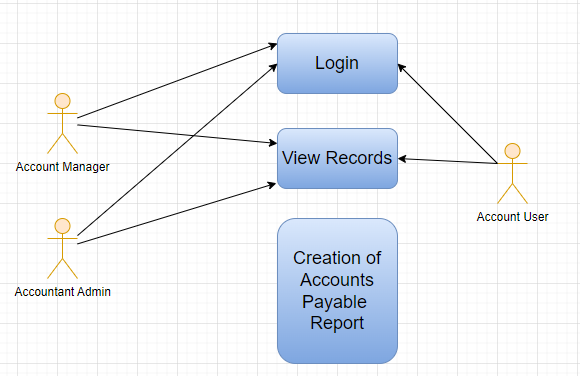 Login
Account Manager
View Records
Account User
Accountant Admin
Creation of
Accounts
Payable
Report